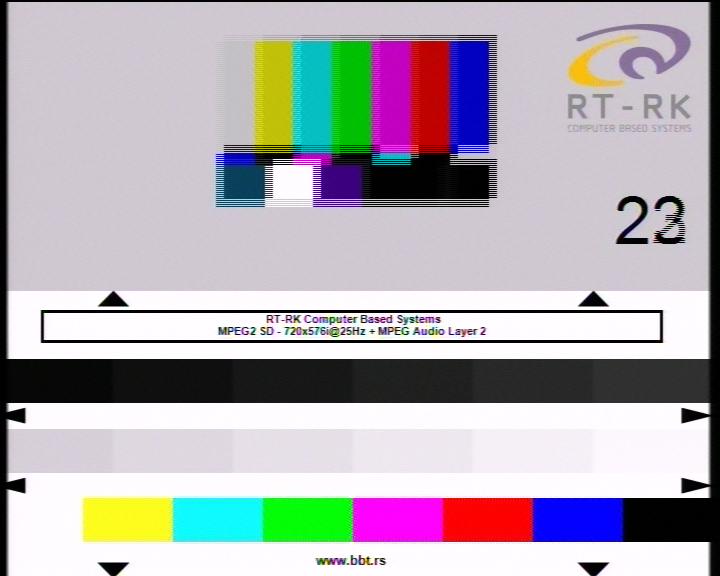 RT-RK
COMPUTER BASED SYSTEMS
RT-RK Computer Based Systems
MPEG2 SD - 720x576i@25Hz + MPEG Audio Layer 2
www.bbt.rs